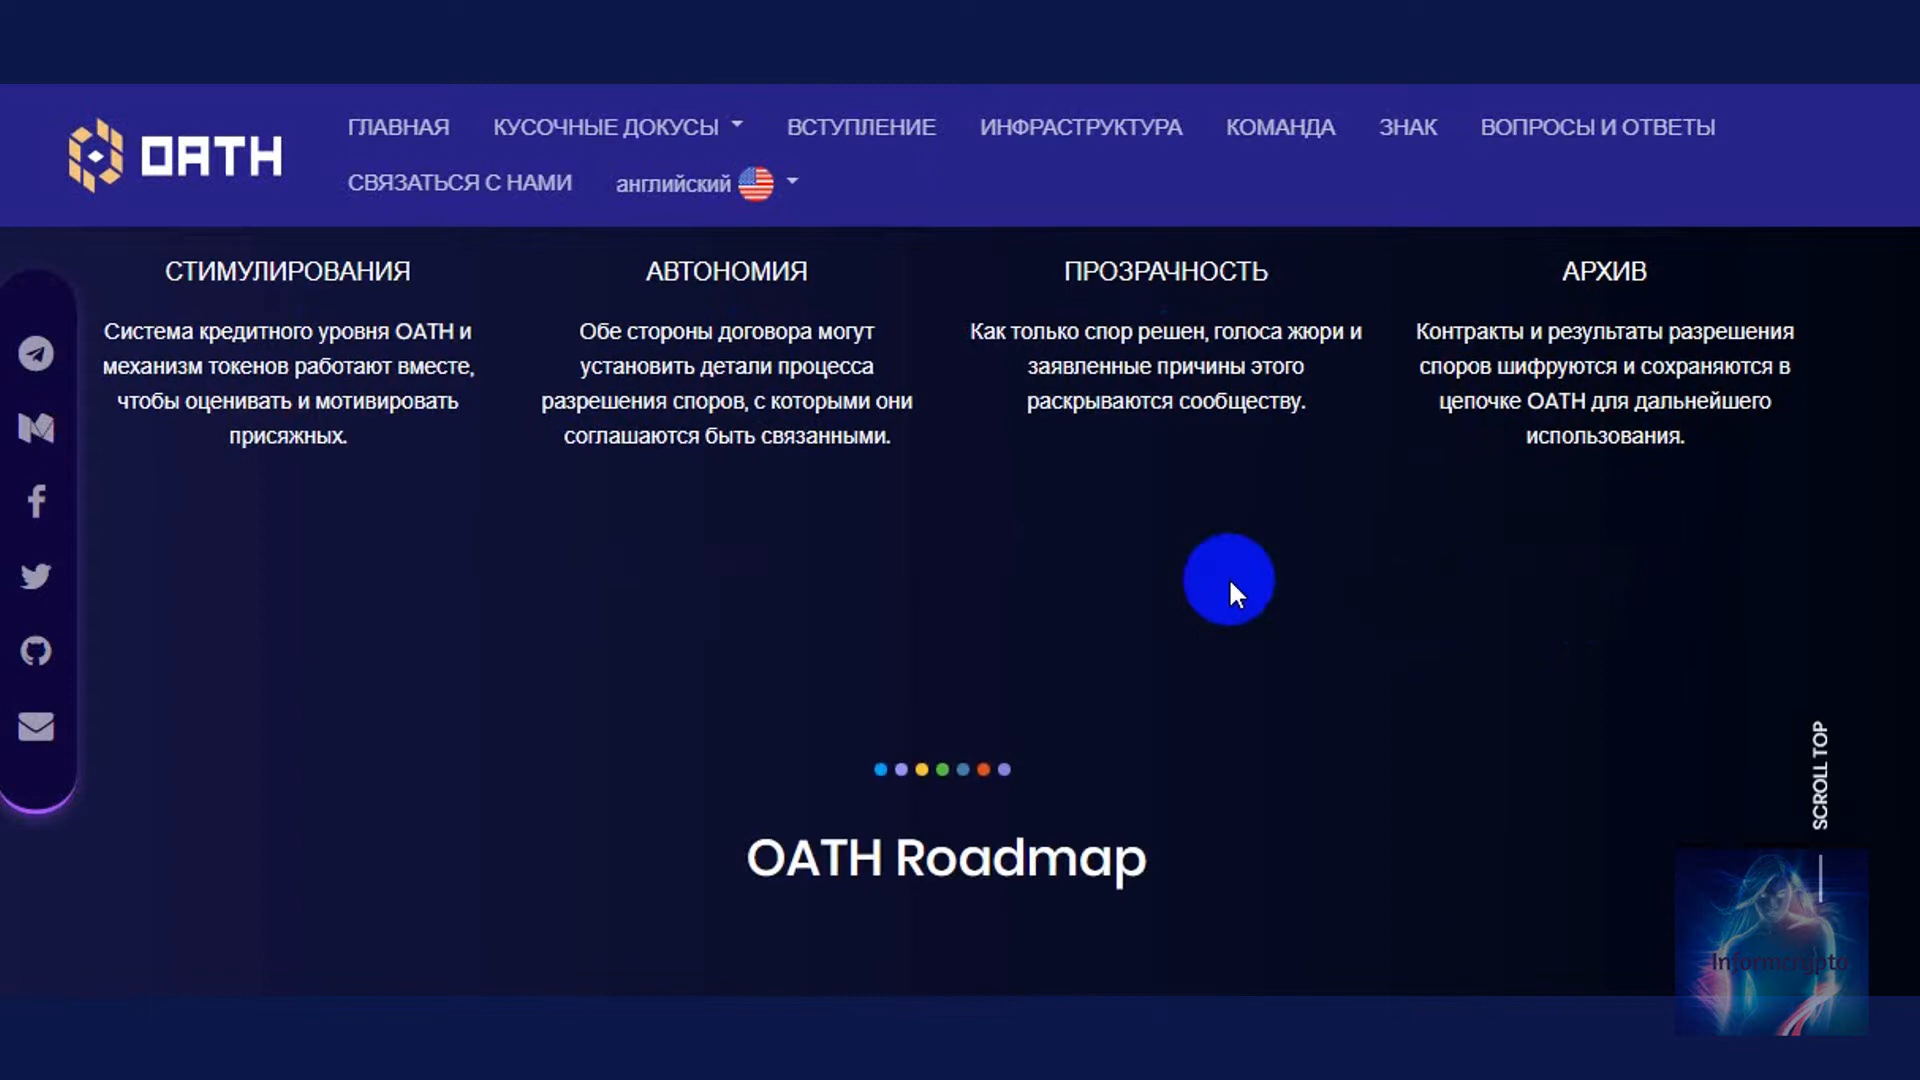 OATH
ГЛАВНАЯ КУСОЧНЫЕ ДОКУСЫ ВСТУПЛЕНИЕ ИНФРАСТРУКТУРА КОМАНДА ЗНАК ВОПРОСЫ И ОТВЕТЫ
СВЯЗАТЬСЯ С НАМИ английский
СТИМУЛИРОВАНИЯ
Система кредитного уровня OATH и
механизм токенов работают вместе,
чтобы оценивать и мотивировать
присяжных.
АВТОНОМИЯ
Обе стороны договора могут
установить детали процесса
разрешения споров, с которыми они
соглашаются быть связанными.
ПРОЗРАЧНОСТЬ
Как только спор решен, голоса жюри и
заявленные причины этого
раскрываются сообществу.
АРХИВ
Контракты и результаты разрешения
споров шифруются и сохраняются в
цепочке OATH для дальнейшего
использования.
OATH Roadmap
SCROLL TOP
Informcrypto